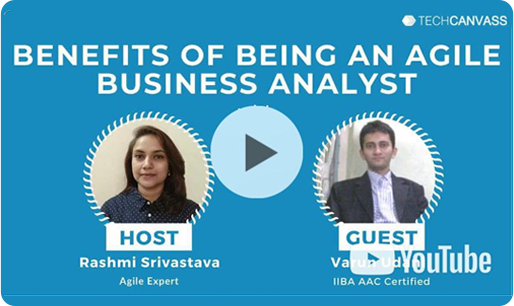 TECHCANVASS
BENEFITS OF BEING AN AGILE
BUSINESS ANALYST
HOST
GUEST
Rashmi Srivastava
Varun
Agile Expert
IIBA AAC Certified
YouTube